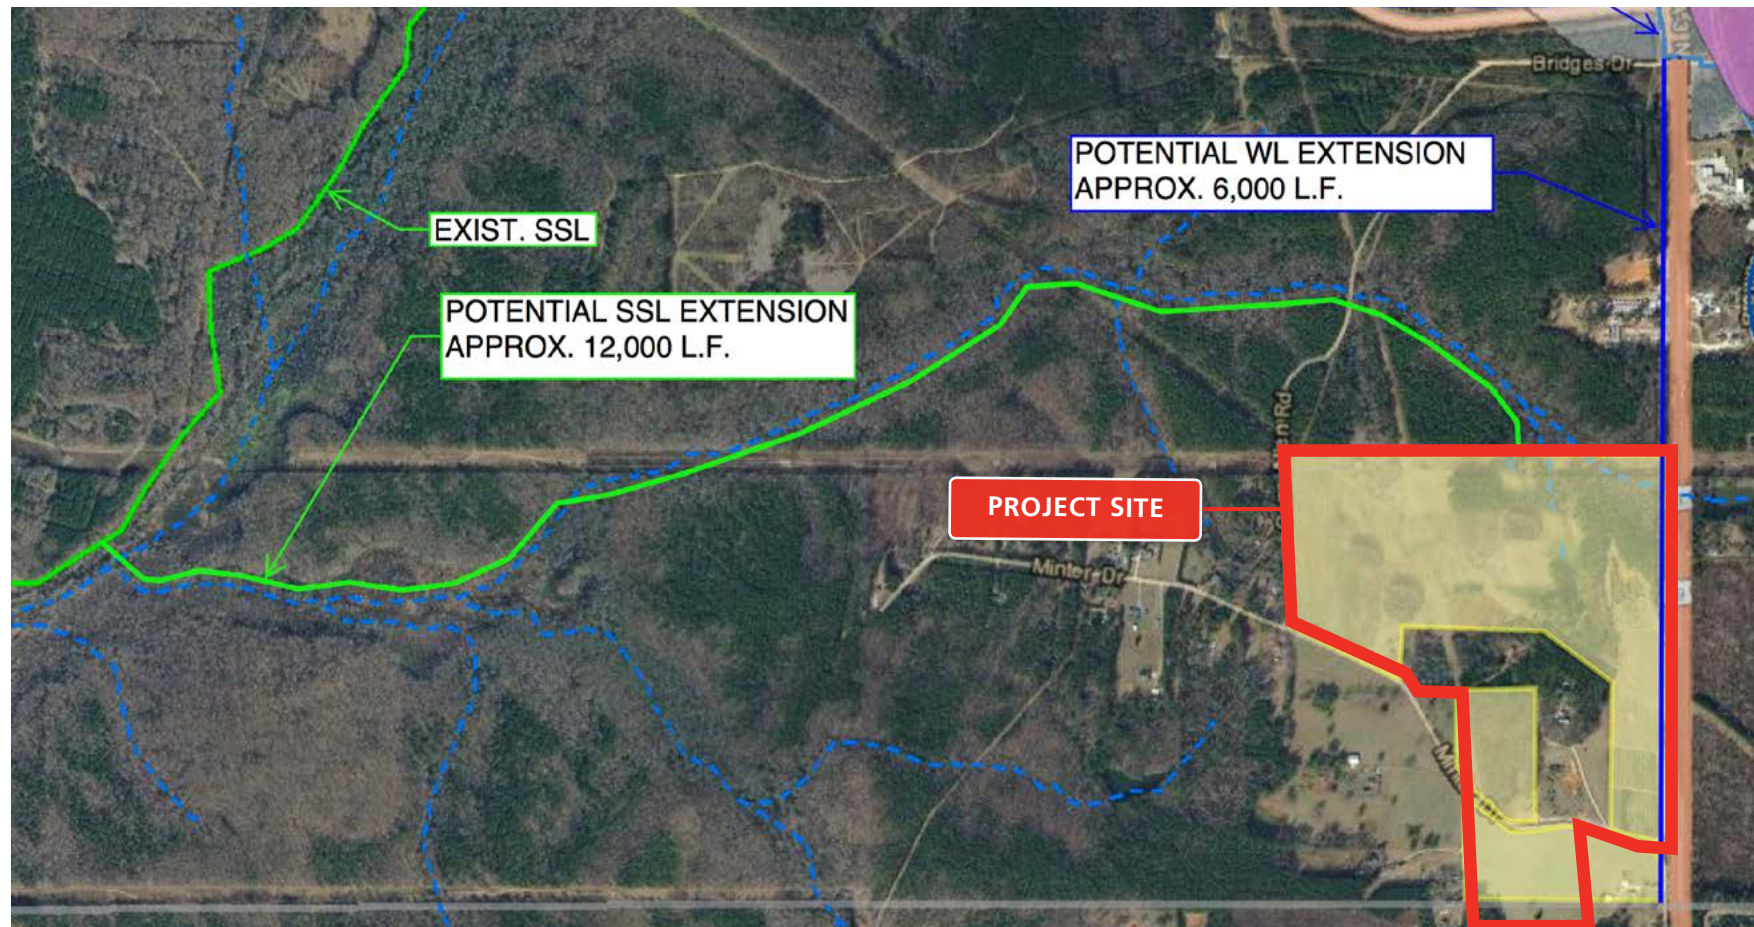 Bridges Dr
POTENTIAL WL EXTENSION
APPROX. 6,000 L.F.
EXIST. SSL
POTENTIAL SSL EXTENSION
APPROX. 12,000 L.F.
Rd
PROJECT SITE
Minter Dr